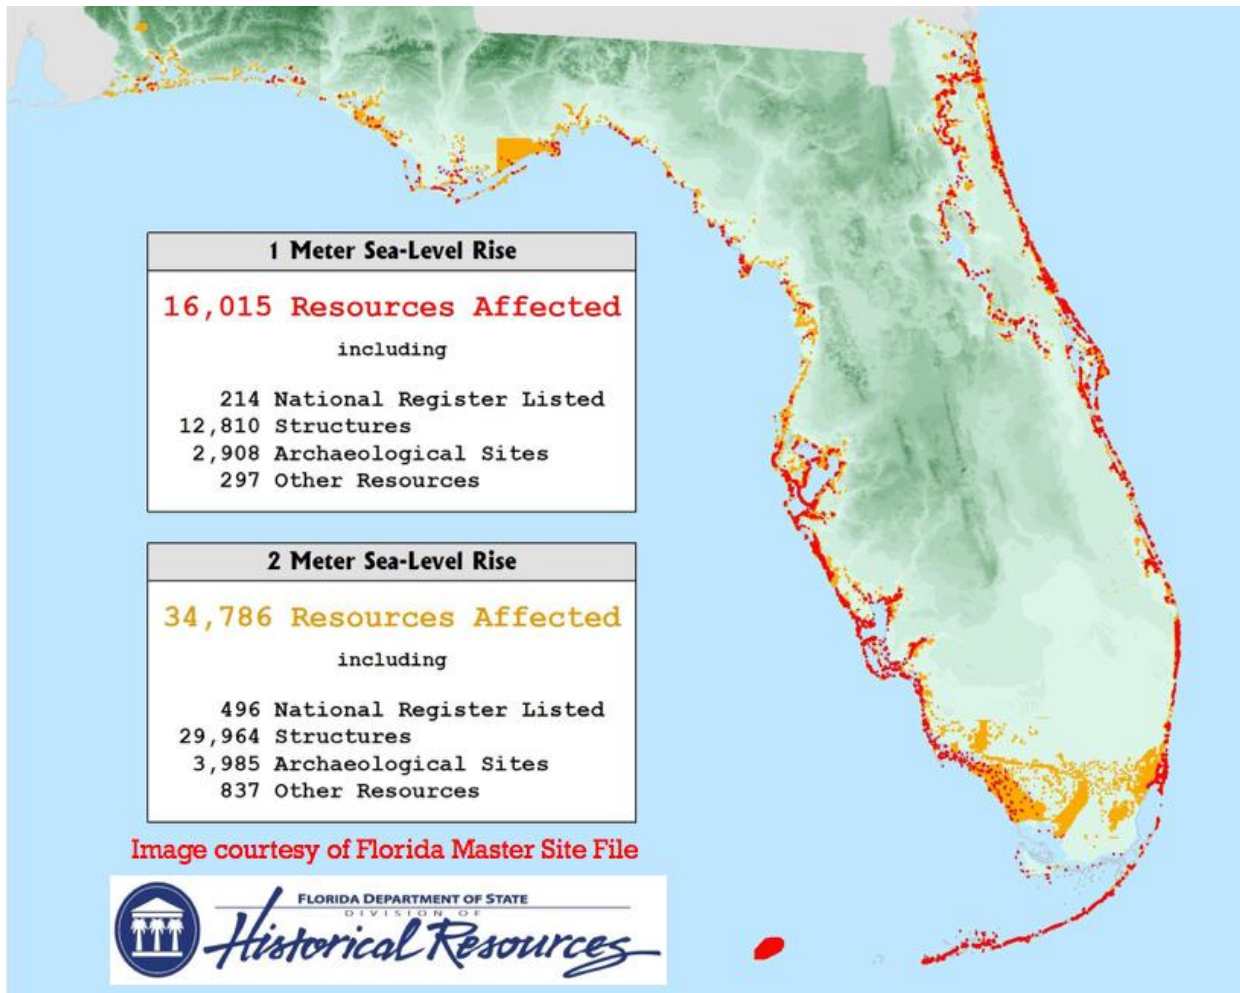 1 Meter Sea-Level Rise
16,015 Resources Affected
including
214 National Register Listed
12,810 Structures
2,908 Archaeological Sites
297 Other Resources
2 Meter Sea-Level Rise
34,786 Resources Affected
including
496 National Register Listed
29,964 Structures
3,985 Archaeological Sites
837 Other Resources
Image courtesy of Florida Master Site File
FLORIDA DEPARTMENT OF STATE
DIVISION OF
Historical Resources